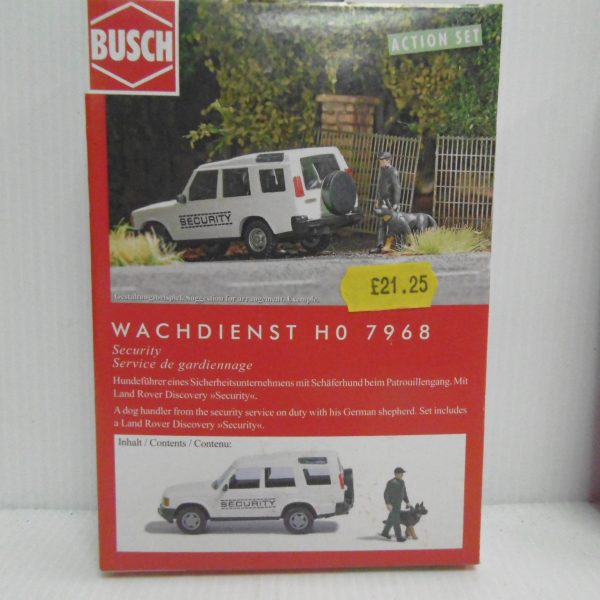 BUSCH
ACTION SET
SECURITY
£21.25
Gestaltungsbeispiel. Suggestion for arrangement. Exemple.
WACHDIENST H0 7968
Security
Service de gardiennage
Hundeführer eines Sicherheitsunternehmens mit Schäferhund beim Patrouillengang. Mit
Land Rover Discovery »Security«.
A dog handler from the security service on duty with his German shepherd. Set includes
a Land Rover Discovery »Security«.
Inhalt / Contents / Contenu:
SECURITY